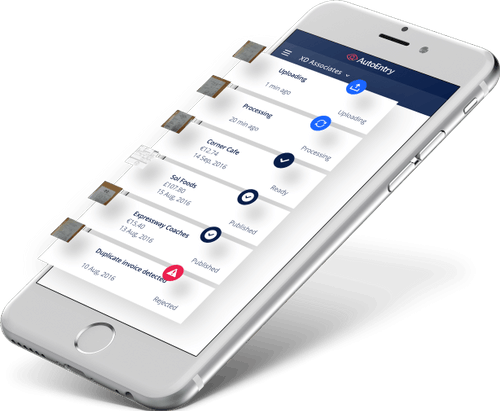 AutoEntry
XD Associates
Uploading
1 min ago
Uploading
Processing
20 min ago
Processing
Corner Cafe
€12.74
14 Sep, 2016
Ready
Sol Foods
£107.80
15 Aug, 2016
Published
Expressway Coaches
€15.40
13 Aug, 2016
Published
Duplicate invoice detected
10 Aug, 2016
Rejected